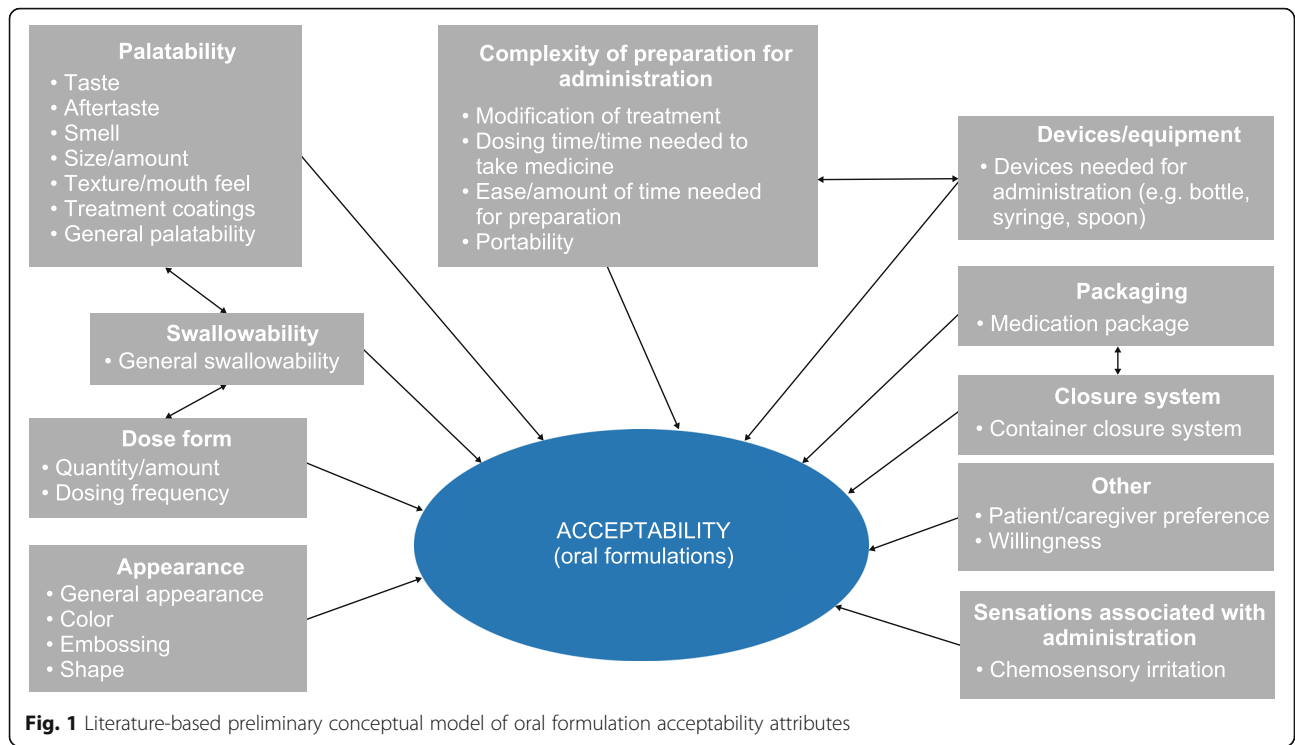 Palatability
• Taste
• Aftertaste
• Smell
• Size/amount
• Texture/mouth feel
• Treatment coatings
• General palatability
Swallowability
• General swallowability
Dose form
• Quantity/amount
• Dosing frequency
Appearance
• General appearance
• Color
• Embossing
• Shape
Complexity of preparation for
administration
• Modification of treatment
• Dosing time/time needed to
take medicine
• Ease/amount of time needed
for preparation
• Portability
Devices/equipment
• Devices needed for
administration (e.g. bottle,
syringe, spoon)
Packaging
• Medication package
Closure system
• Container closure system
Other
• Patient/caregiver preference
• Willingness
Sensations associated with
administration
• Chemosensory irritation
ACCEPTABILITY
(oral formulations)
Fig. 1 Literature-based preliminary conceptual model of oral formulation acceptability attributes